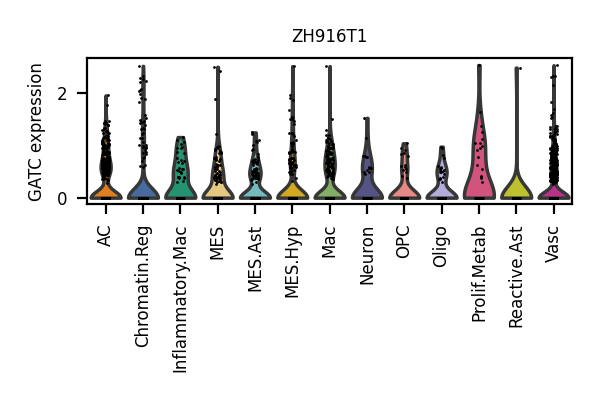 ZH916T1
GATC expression
2
0
AC
Chromatin.Reg
Inflammatory.Mac
MES
MES.Ast
MES.Hyp
Mac
Neuron
OPC
Oligo
Prolif.Metab
Reactive.Ast
Vasc